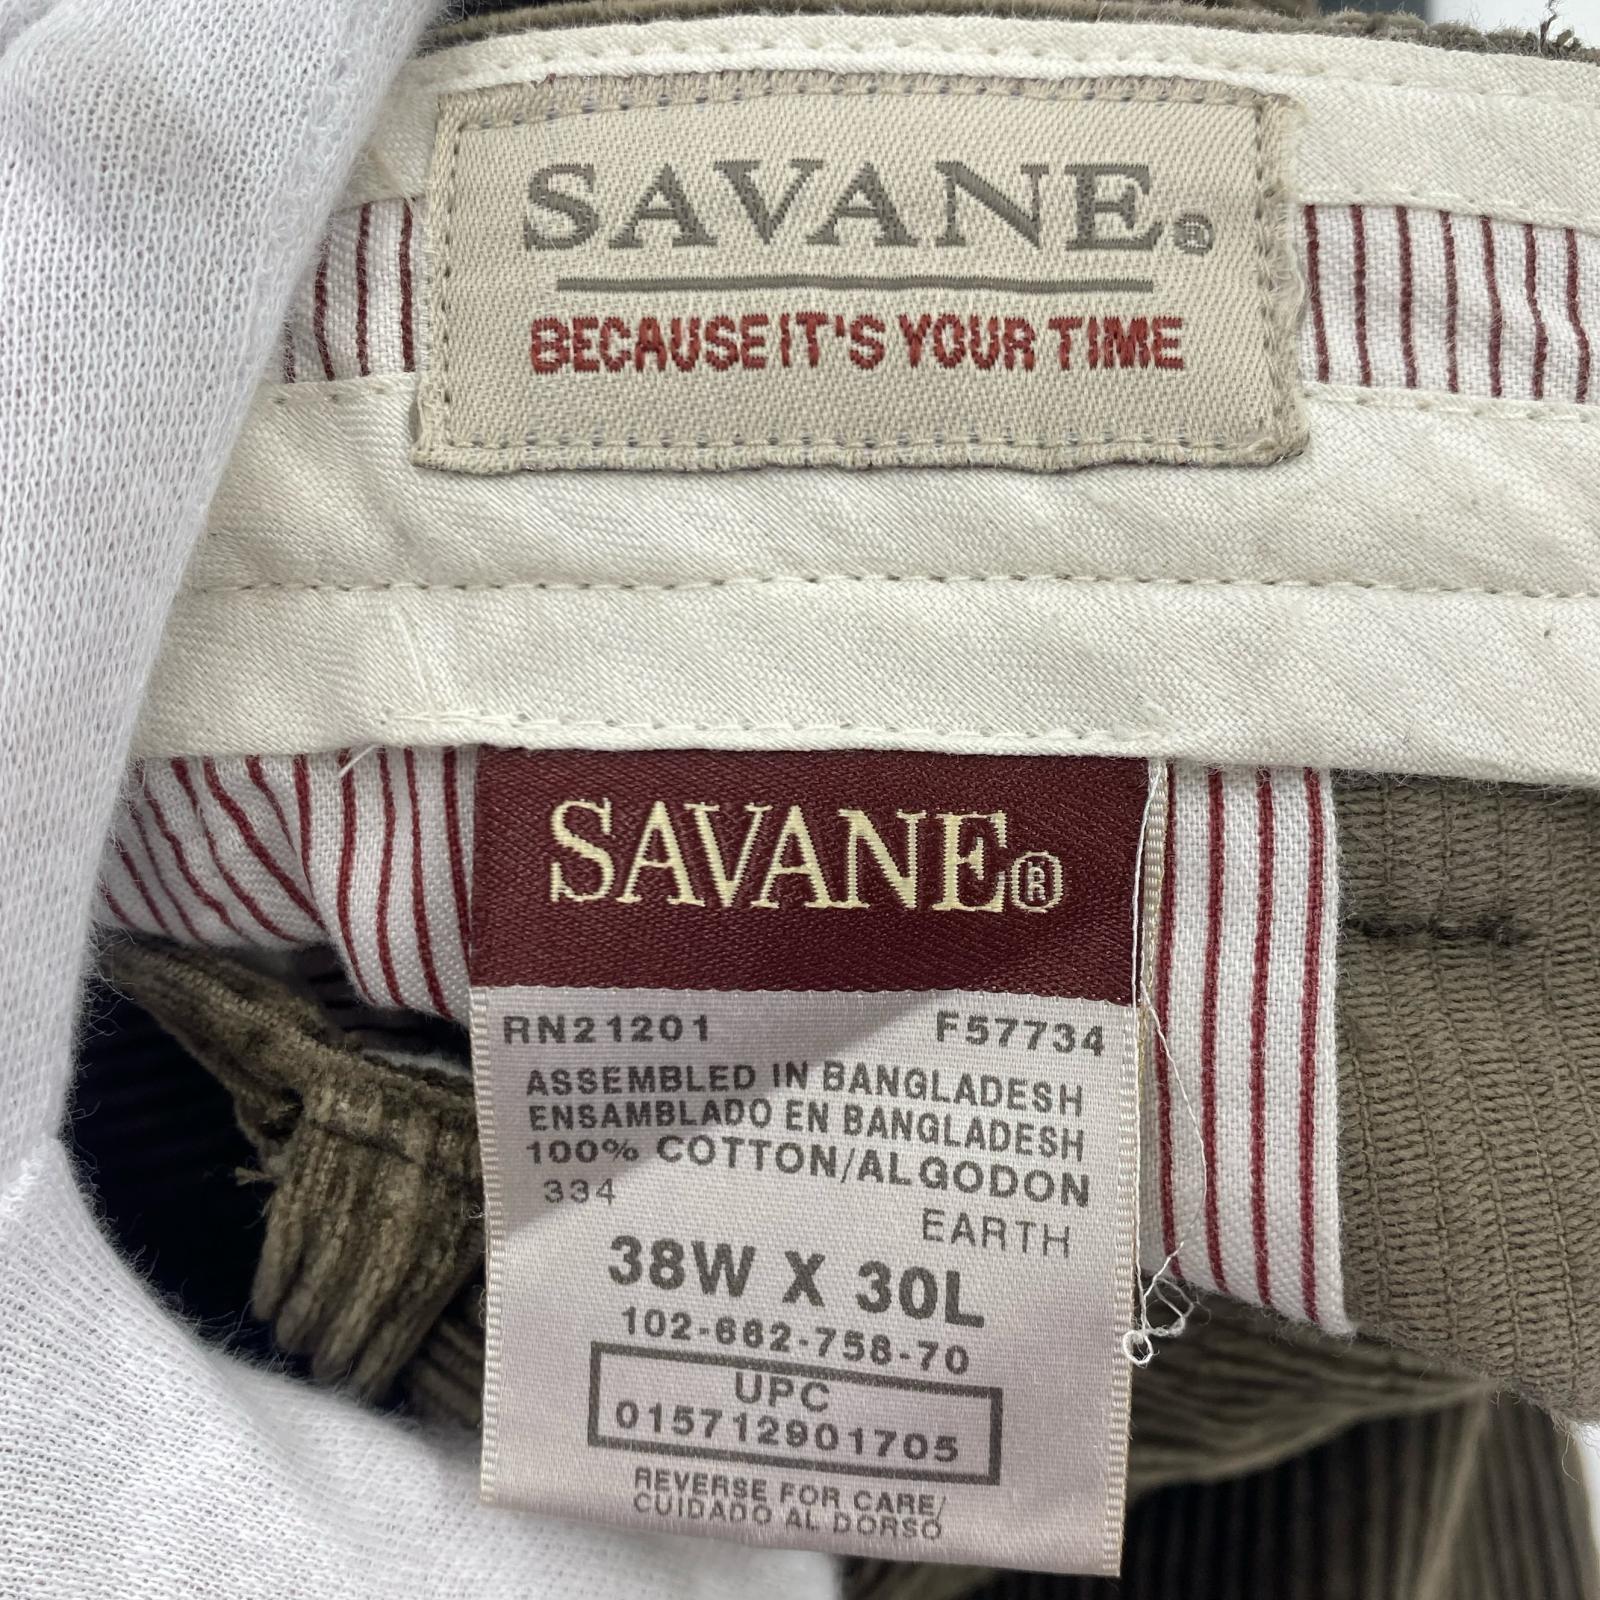 SAVANE®
BECAUSE IT'S YOUR TIME
SAVANE®
RN21201 F57734
ASSEMBLED IN BANGLADESH
ENSAMBLADO EN BANGLADESH
100% COTTON/ALGODON
334
EARTH
38W X 30L
102-662-758-70
UPC
015712901705
REVERSE FOR CARE/
CUIDADO AL DORSO